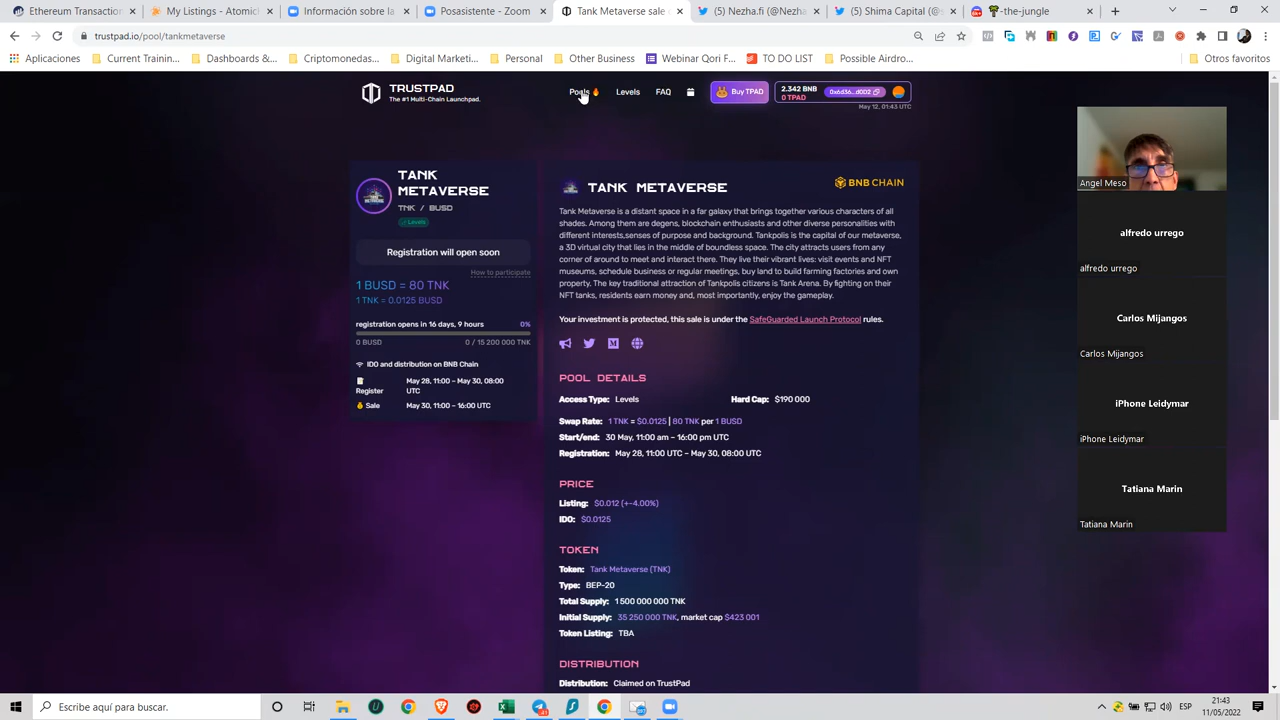 Ethereum Transactions
My Listings - Atomic
Información sobre la
Posasistente - Zoom
Tank Metaverse sale
(5) Nezha.fi (@Nezha
(5) Shima Capital (@
the-jungle
trustpad.io/pool/tankmetaverse
Aplicaciones
Current Trainin...
Dashboards &...
Criptomonedas...
Digital Marketi...
Personal
Other Business
Webinar Qori F...
TO DO LIST
Possible Airdro...
Otros favoritos
TRUSTPAD
The #1 Multi-Chain Launchpad.
Pools
Levels
FAQ
Buy TPAD
2.342 BNB
0 TPAD
0x6d36...d0D2
May 12, 01:43 UTC
TANK
METAVERSE
TNK / BUSD
Levels
Registration will open soon
How to participate
1 BUSD = 80 TNK
1 TNK = 0.0125 BUSD
registration opens in 16 days, 9 hours 0%
0 BUSD 0 / 15 200 000 TNK
IDO and distribution on BNB Chain
Register May 28, 11:00 – May 30, 08:00
UTC
Sale May 30, 11:00 – 16:00 UTC
TANK METAVERSE
BNB CHAIN
Tank Metaverse is a distant space in a far galaxy that brings together various characters of all
shades. Among them are degens, blockchain enthusiasts and other diverse personalities with
different interests,senses of purpose and background. Tankpolis is the capital of our metaverse,
a 3D virtual city that lies in the middle of boundless space. The city attracts users from any
corner of around to meet and interact there. They live their vibrant lives: visit events and NFT
museums, schedule business or regular meetings, buy land to build farming factories and own
property. The key traditional attraction of Tankpolis citizens is Tank Arena. By fighting on their
NFT tanks, residents earn money and, most importantly, enjoy the gameplay.
Your investment is protected, this sale is under the SafeGuarded Launch Protocol rules.
POOL DETAILS
Access Type: Levels Hard Cap: $190 000
Swap Rate: 1 TNK = $0.0125 | 80 TNK per 1 BUSD
Start/end: 30 May, 11:00 am – 16:00 pm UTC
Registration: May 28, 11:00 UTC – May 30, 08:00 UTC
PRICE
Listing: $0.012 (+-4.00%)
IDO: $0.0125
TOKEN
Token: Tank Metaverse (TNK)
Type: BEP-20
Total Supply: 1 500 000 000 TNK
Initial Supply: 35 250 000 TNK, market cap $423 001
Token Listing: TBA
DISTRIBUTION
Distribution: Claimed on TrustPad
Angel Meso
alfredo urrego
alfredo urrego
Carlos Mijangos
Carlos Mijangos
iPhone Leidymar
iPhone Leidymar
Tatiana Marin
Tatiana Marin
Escribe aquí para buscar.
ESP
21:43
11/05/2022